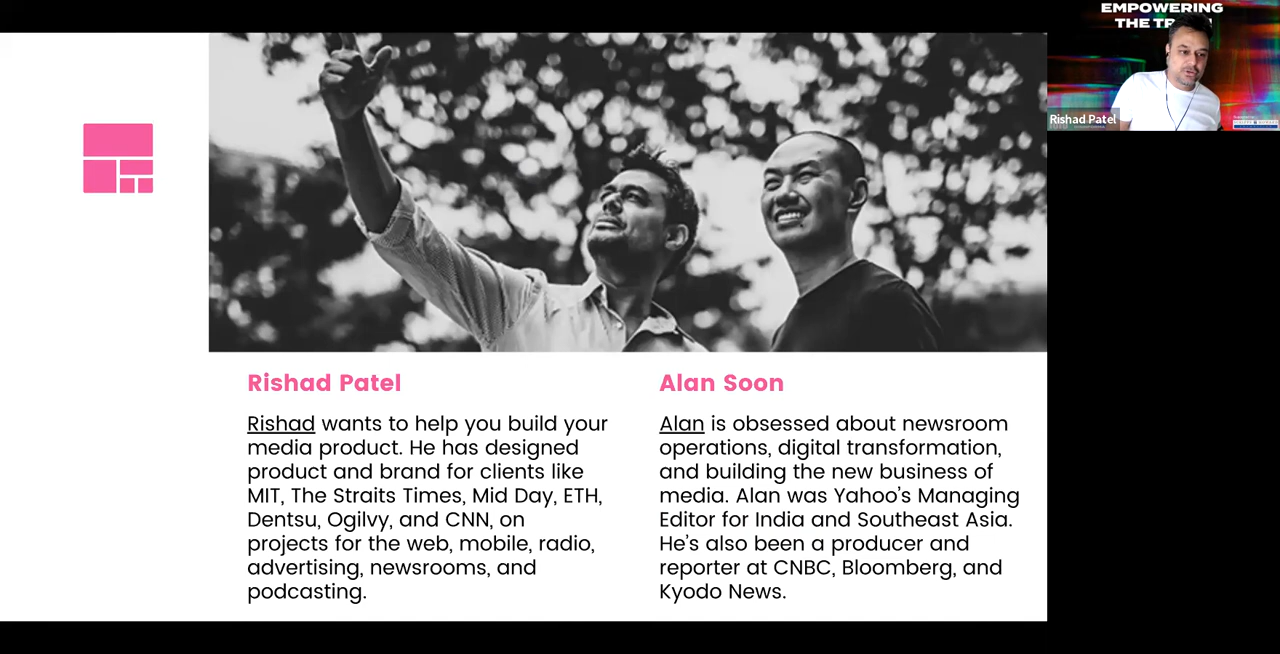 EMPOWERING
Rishad Patel
Rishad Patel
Rishad wants to help you build your
media product. He has designed
product and brand for clients like
MIT, The Straits Times, Mid Day, ETH,
Dentsu, Ogilvy, and CNN, on
projects for the web, mobile, radio,
advertising, newsrooms, and
podcasting.
Alan Soon
Alan is obsessed about newsroom
operations, digital transformation,
and building the new business of
media. Alan was Yahoo’s Managing
Editor for India and Southeast Asia.
He’s also been a producer and
reporter at CNBC, Bloomberg, and
Kyodo News.